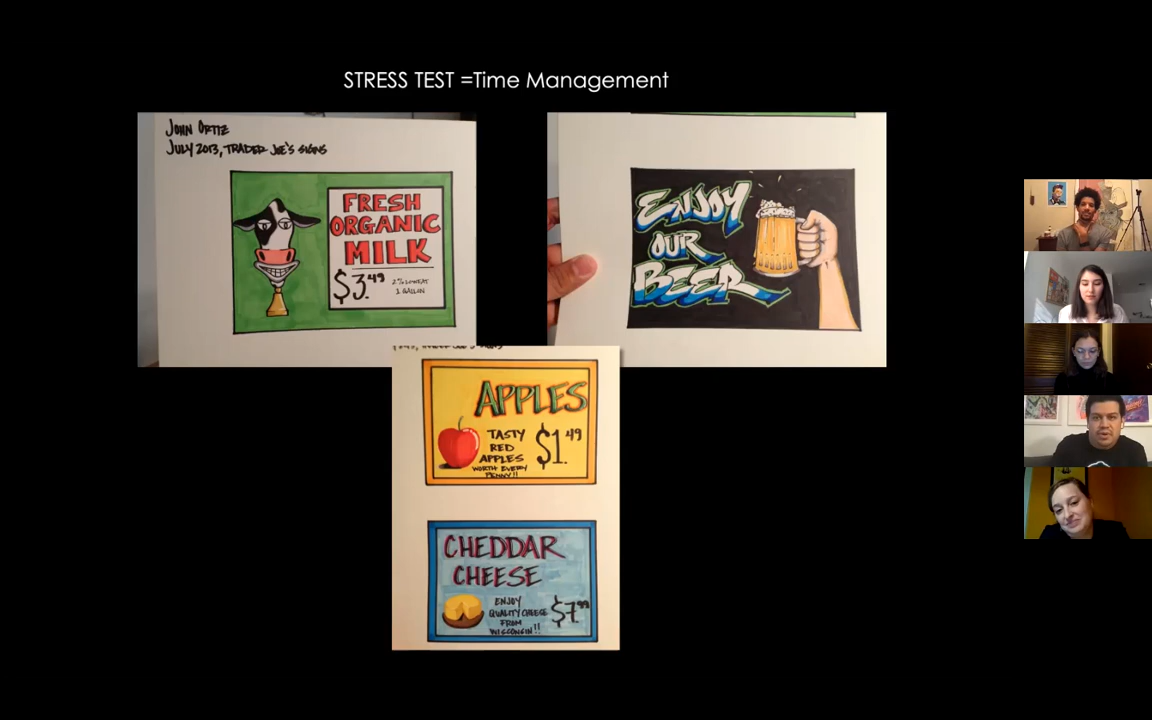 STRESS TEST =Time Management
JOHN ORTIZ
JULY 2013, TRADER JOE'S SIGNS
FRESH
ORGANIC
MILK
$3.49
2% LOWFAT
1 GALLON
ENJOY
OUR
BEER
APPLES
TASTY
RED
APPLES
WORTH EVERY
PENNY!!
$1.49
CHEDDAR
CHEESE
ENJOY
QUALITY CHEESE
FROM
WISCONSIN!!
$7.99